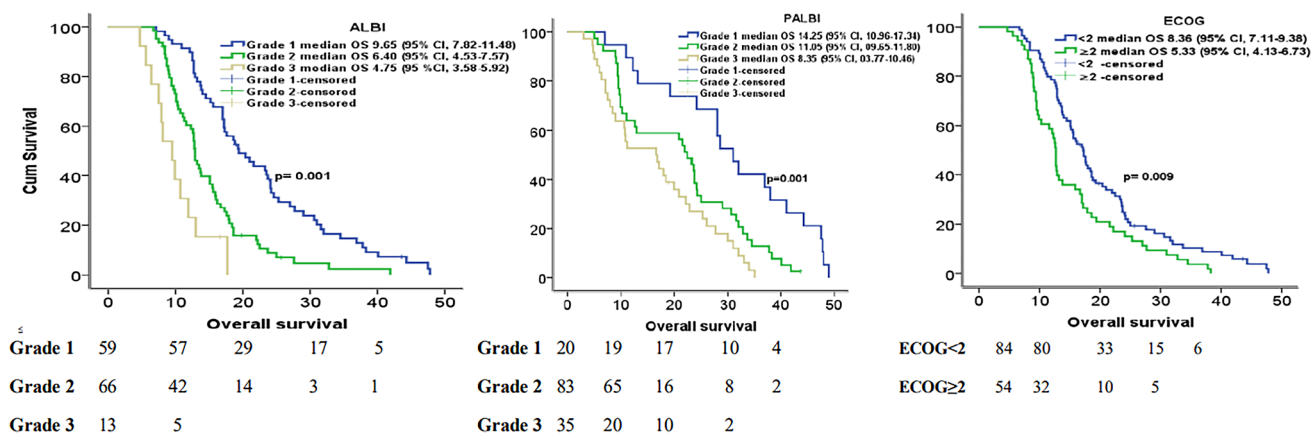 ALBI
Grade 1 median OS 9.65 (95% CI, 7.82-11.48)
Grade 2 median OS 6.40 (95% CI, 4.53-7.57)
Grade 3 median OS 4.75 (95 %CI, 3.58-5.92)
Grade 1-censored
Grade 2-censored
Grade 3-censored
p= 0.001
Cum Survival
100
80
60
40
20
0
0 10 20 30 40 50
Overall survival
≤
Grade 1 59 57 29 17 5
Grade 2 66 42 14 3 1
Grade 3 13 5
PALBI
Grade 1 median OS 14.25 (95% CI, 10.96-17.34)
Grade 2 median OS 11.05 (95% CI, 09.65-11.80)
Grade 3 median OS 8.35 (95% CI, 03.77-10.46)
Grade 1-censored
Grade 2-censored
Grade 3-censored
p=0.001
100
80
60
40
20
0
0 10 20 30 40 50
Overall survival
Grade 1 20 19 17 10 4
Grade 2 83 65 16 8 2
Grade 3 35 20 10 2
ECOG
<2 median OS 8.36 (95% CI, 7.11-9.38)
≥2 median OS 5.33 (95% CI, 4.13-6.73)
<2 -censored
≥2 -censored
p= 0.009
100
80
60
40
20
0
0 10 20 30 40 50
Overall survival
ECOG<2 84 80 33 15 6
ECOG≥2 54 32 10 5